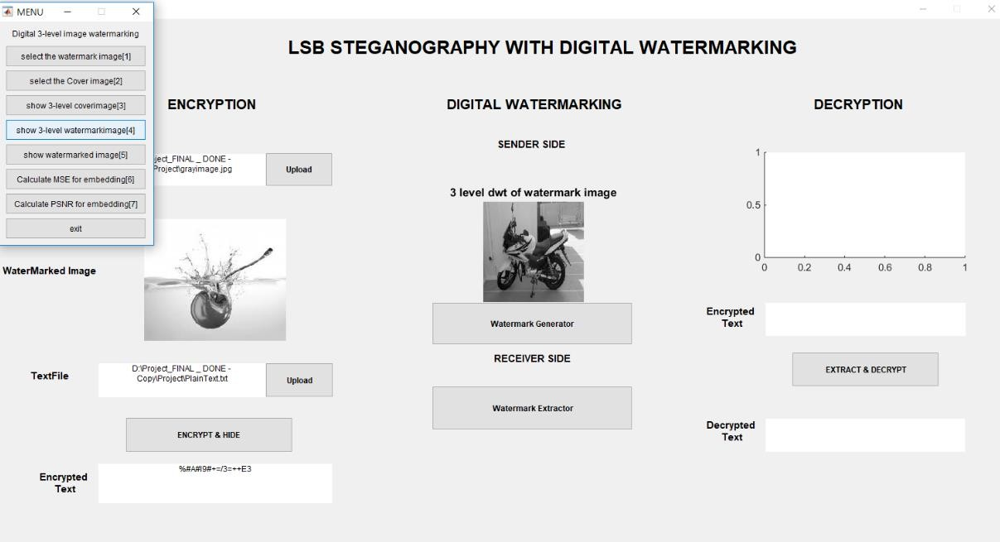 MENU
Digital 3-level image watermarking
select the watermark image[1]
select the Cover image[2]
show 3-level coverimage[3]
show 3-level watermarkimage[4]
show watermarked image[5]
Calculate MSE for embedding[6]
Calculate PSNR for embedding[7]
exit
LSB STEGANOGRAPHY WITH DIGITAL WATERMARKING
ENCRYPTION
ject_FINAL _ DONE -
Project\grayimage.jpg
Upload
WaterMarked Image
TextFile
D:\Project_FINAL _ DONE -
Copy\Project\PlainText.txt
Upload
ENCRYPT & HIDE
Encrypted
Text
%#A#I9#+=/3=++E3
DIGITAL WATERMARKING
SENDER SIDE
3 level dwt of watermark image
Watermark Generator
RECEIVER SIDE
Watermark Extractor
DECRYPTION
1
0.5
0
0 0.2 0.4 0.6 0.8 1
Encrypted
Text
EXTRACT & DECRYPT
Decrypted
Text